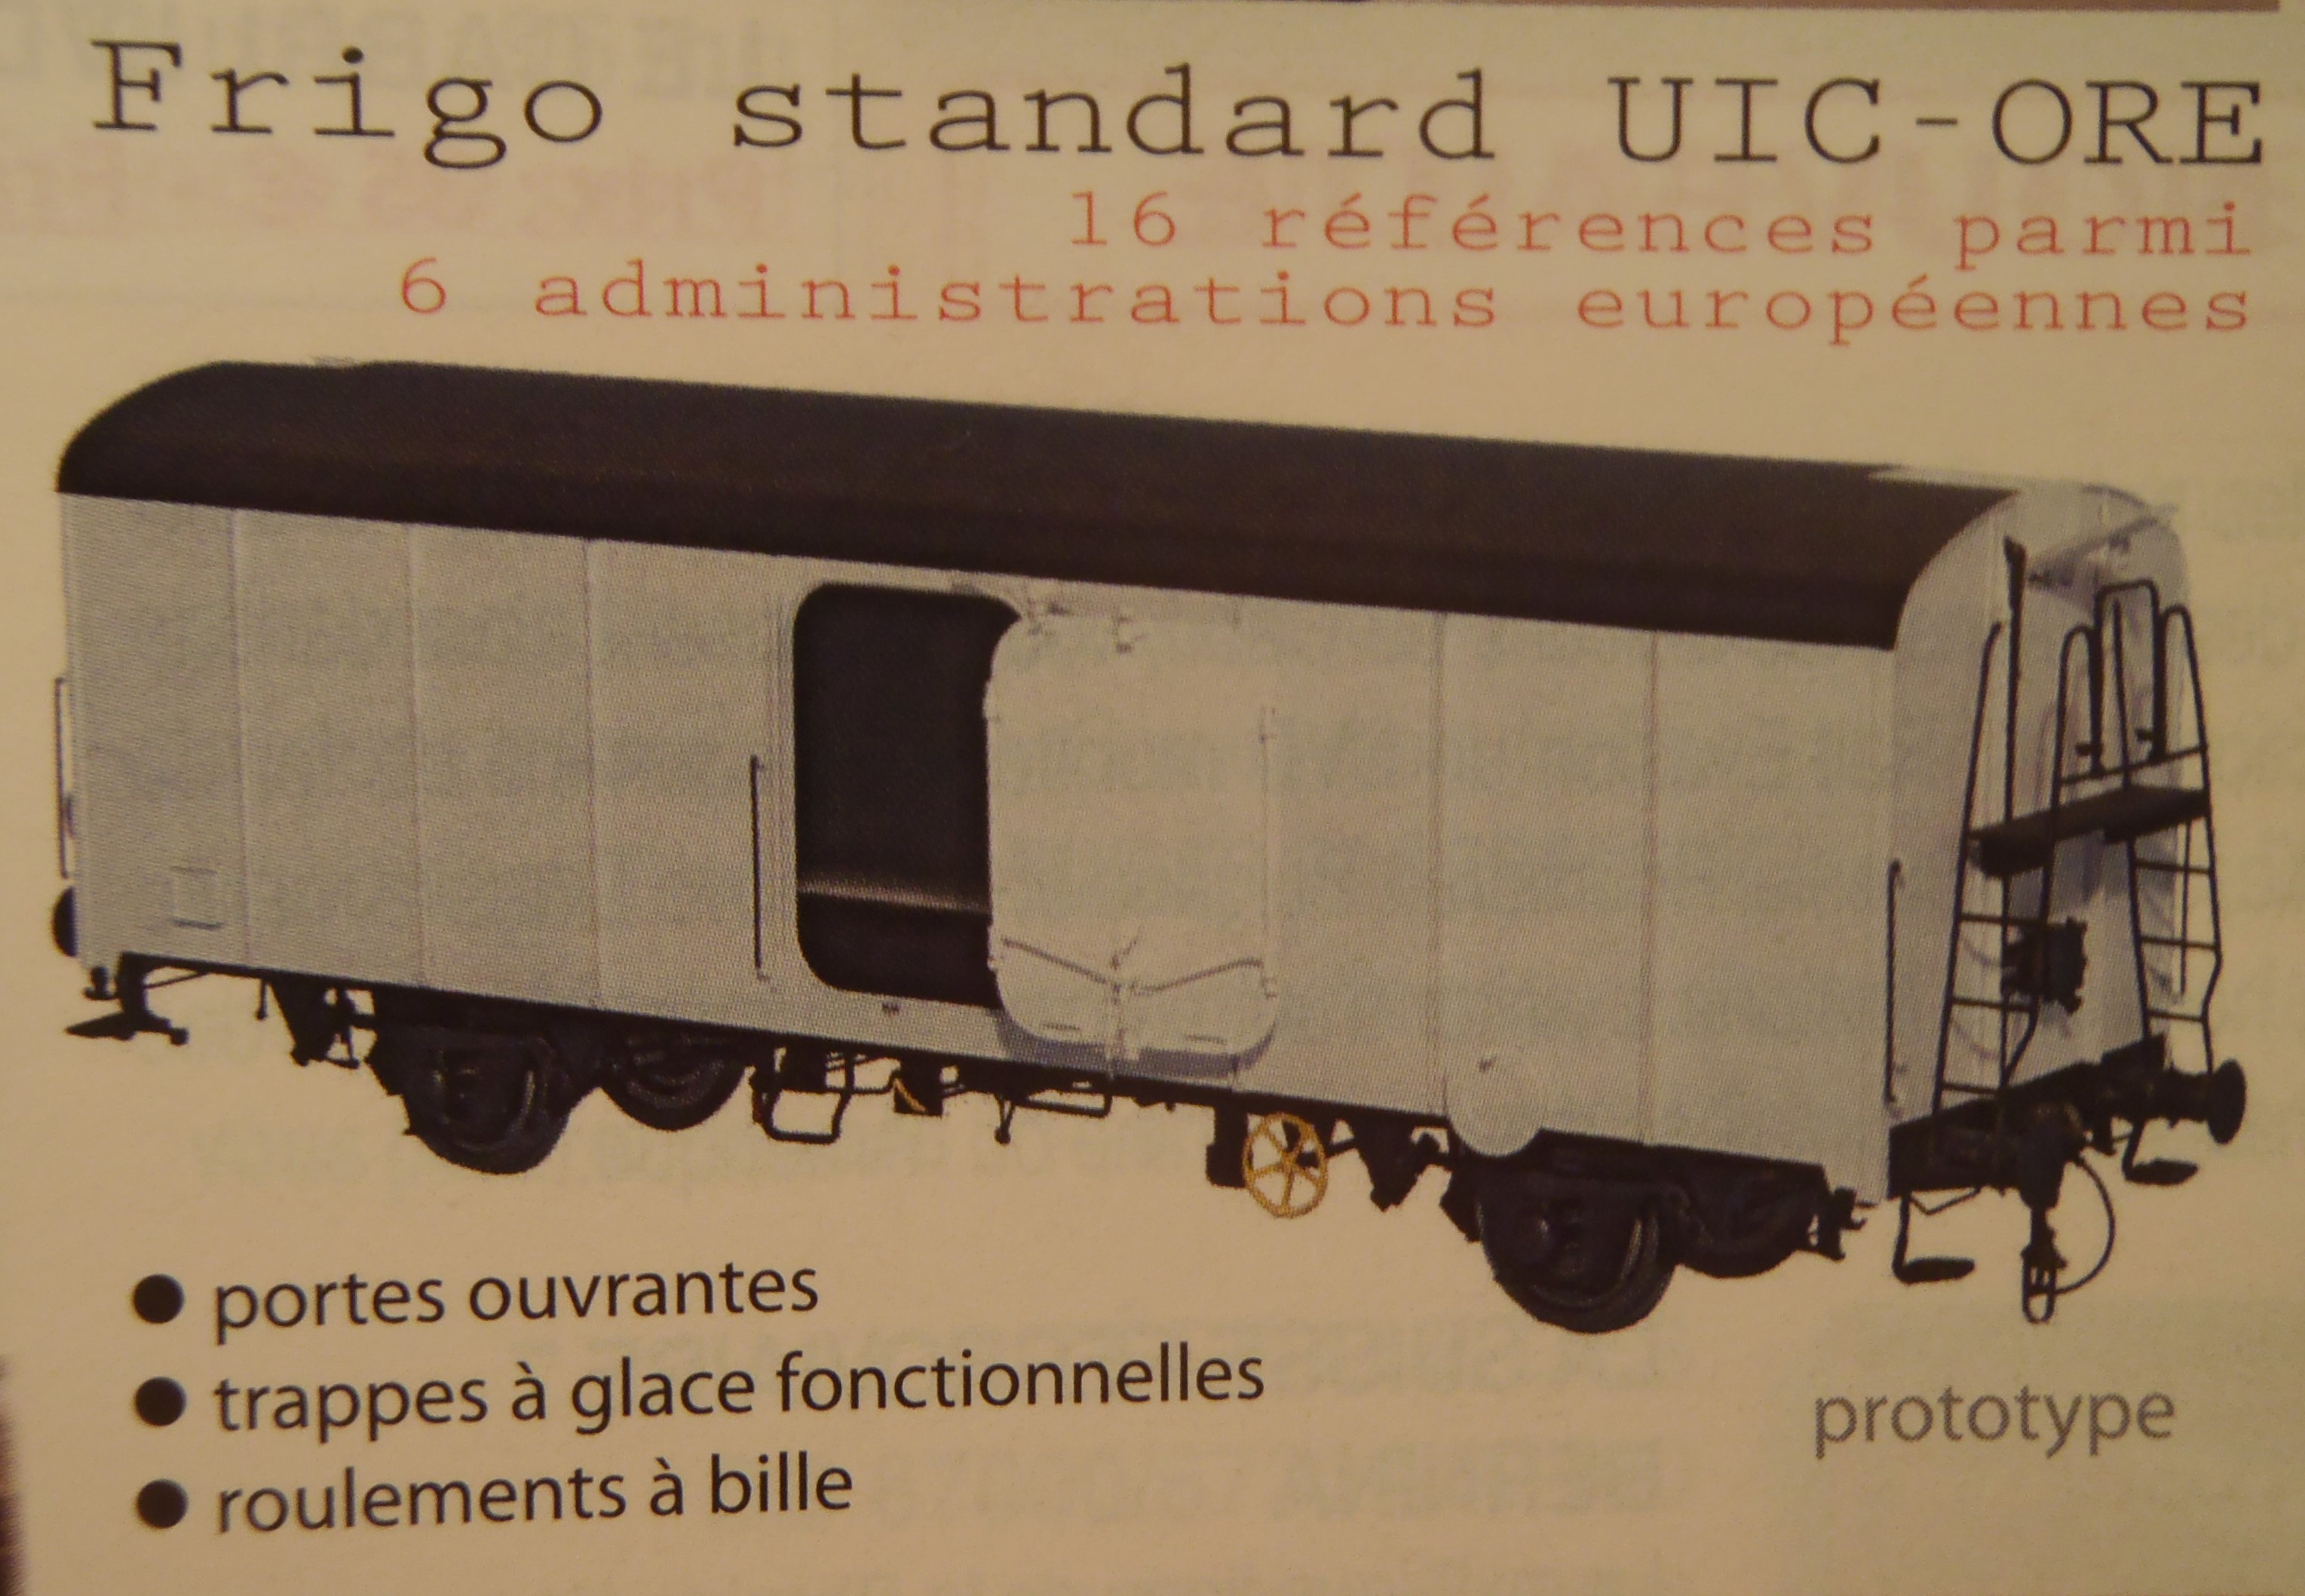 Frigo standard UIC-ORE
16 références parmi
6 administrations européennes
● portes ouvrantes
● trappes à glace fonctionnelles
● roulements à bille
prototype